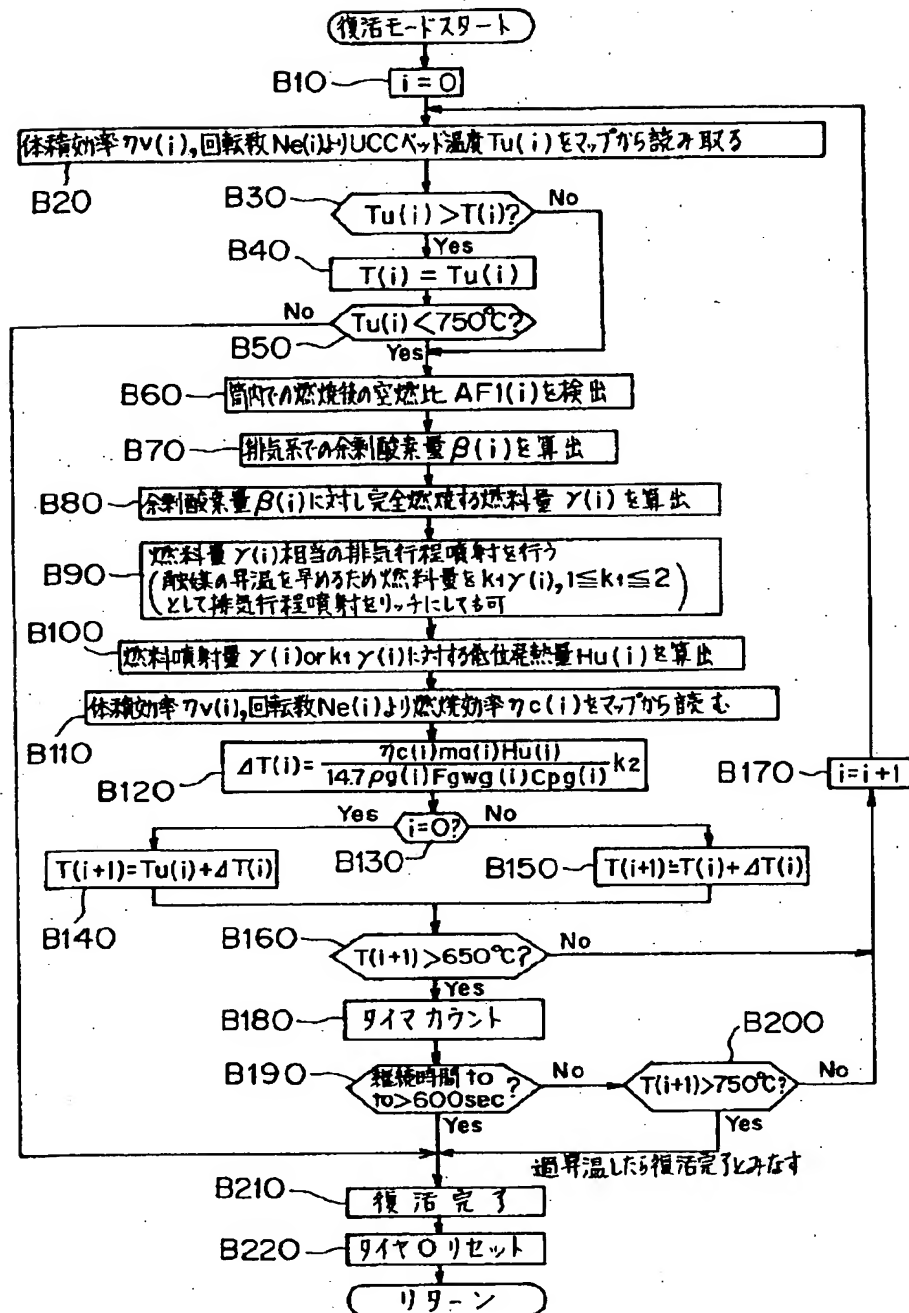 復活モードスタート
B10
i=0
体積効率ηv(i),回転数Ne(i)よりUCCベッド温度Tu(i)をマップから読み取る
B20
B30
Tu(i)>T(i)?
No
Yes
B40
T(i)=Tu(i)
No
Tu(i)<750℃?
B50
Yes
B60
筒内での燃焼後の空燃比 AF1(i)を検出
B70
排気系での余剰酸素量β(i)を算出
B80
余剰酸素量β(i)に対し完全燃焼する燃料量γ(i)を算出
B90
燃料量γ(i)相当の排気行程噴射を行う
(触媒の昇温を早めるため燃料量をk1γ(i),1≦k1≦2
として排気行程噴射をリッチにしても可)
B100
燃料噴射量γ(i)or k1γ(i)に対する低位発熱量Hu(i)を算出
体積効率ηv(i),回転数Ne(i)より燃焼効率ηc(i)をマップから読む
B110
ΔT(i)=ηc(i)ma(i)Hu(i)/14.7ρg(i)Fgwg(i)Cpg(i) k2
B120
B170
i=i+1
Yes
i=0?
No
B130
T(i+1)=Tu(i)+ΔT(i)
B140
B150
T(i+1)=T(i)+ΔT(i)
B160
T(i+1)>650℃?
No
Yes
B180
タイマカウント
B200
B190
継続時間to
to>600sec?
No
T(i+1)>750℃?
No
Yes
Yes
過昇温したら復活完了とみなす
B210
復活完了
B220
タイヤ0リセット
リターン